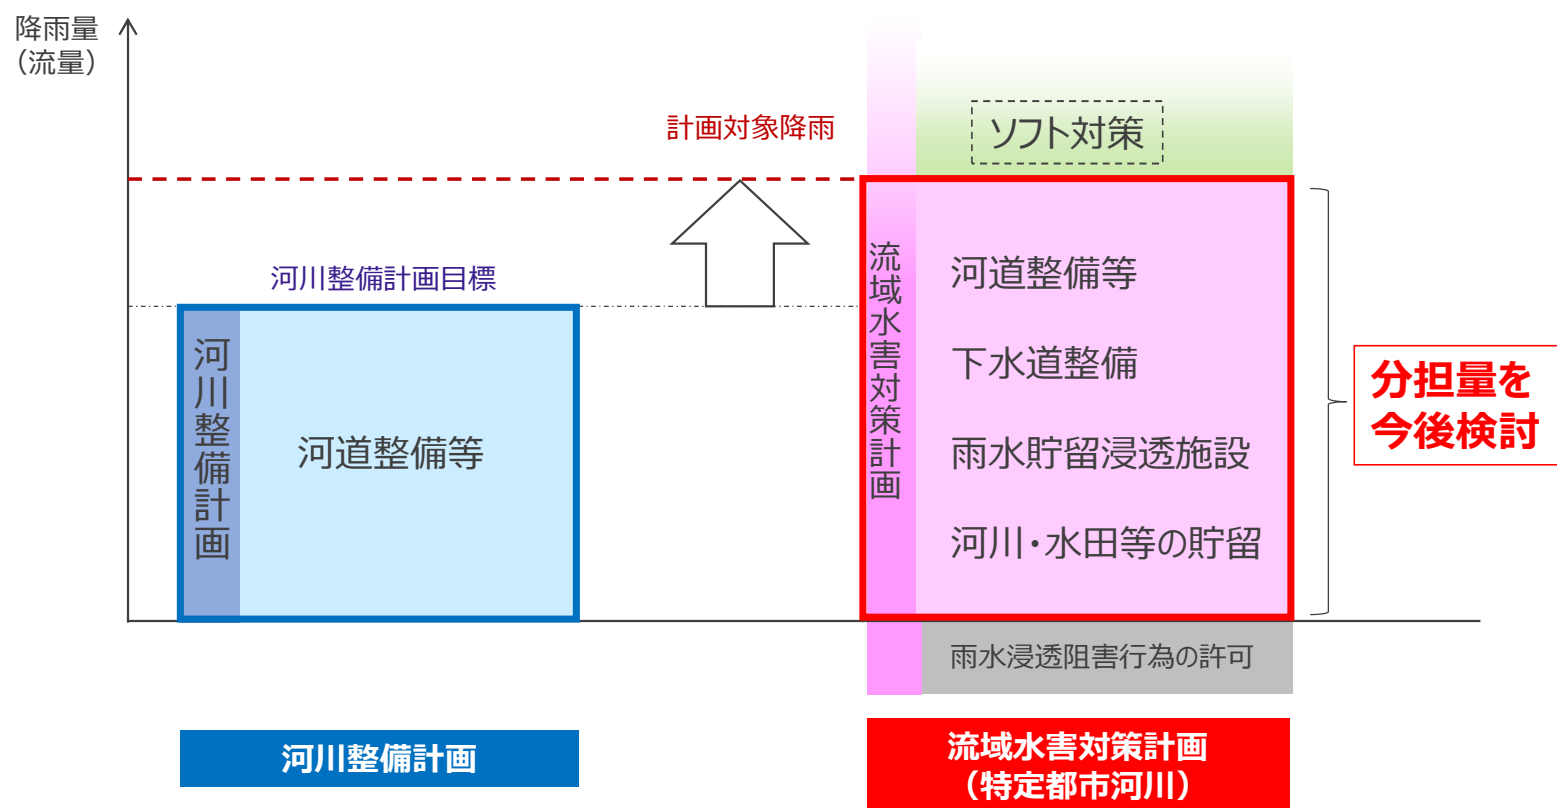 降雨量
（流量）
計画対象降雨
ソフト対策
河川整備計画目標
河川整備計画
河道整備等
流域水害対策計画
河道整備等
下水道整備
雨水貯留浸透施設
河川・水田等の貯留
分担量を
今後検討
雨水浸透阻害行為の許可
河川整備計画
流域水害対策計画
（特定都市河川）